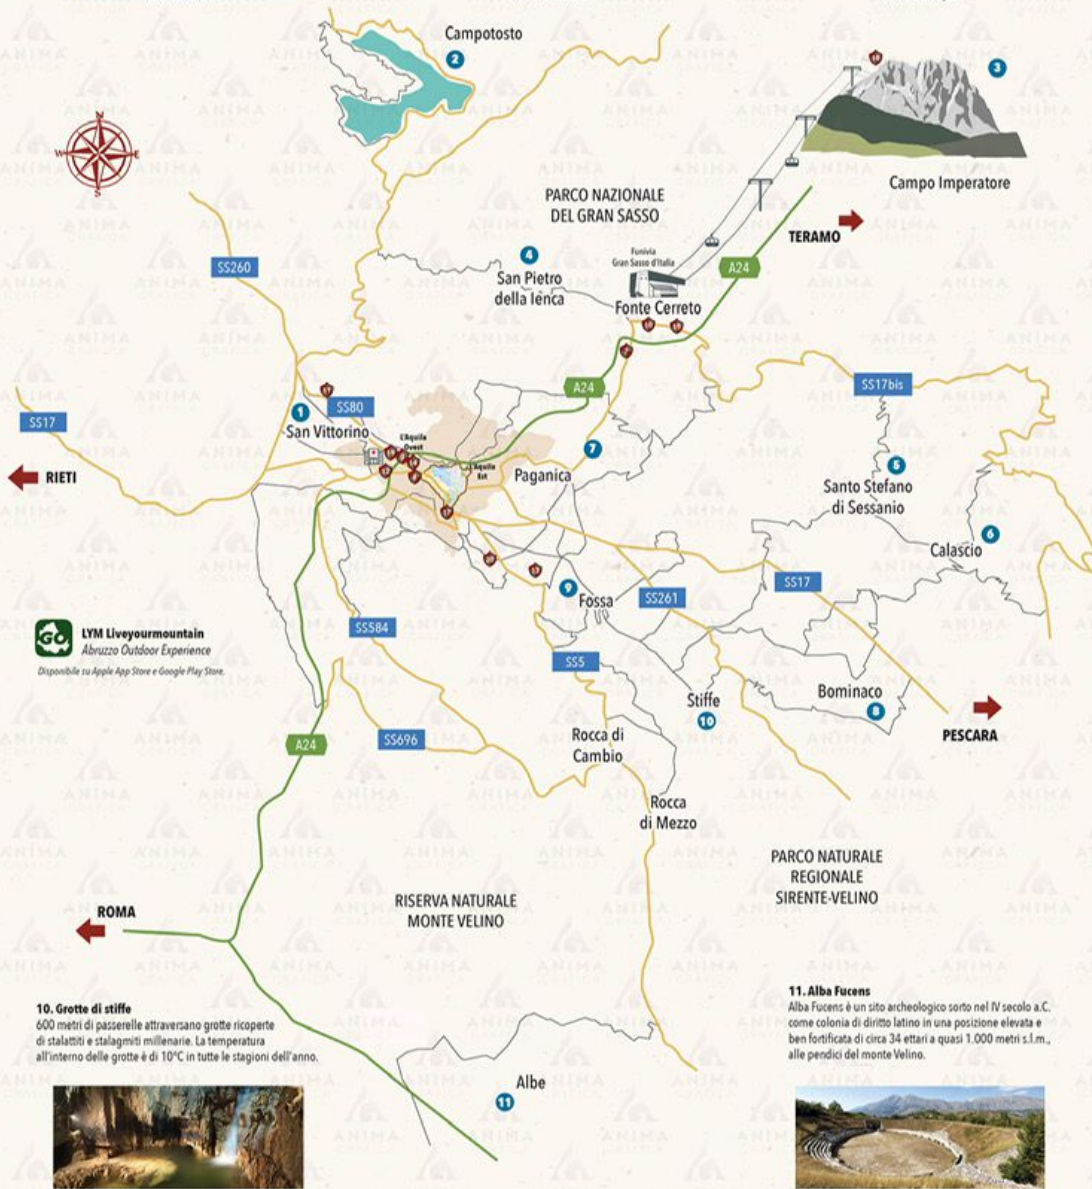 Campotosto
2
3
N
W
E
S
Campo Imperatore
PARCO NAZIONALE
DEL GRAN SASSO
TERAMO
4
San Pietro
della Ienca
Funivia
Gran Sasso d'Italia
Fonte Cerreto
A24
SS260
A24
SS17bis
SS17
1
SS80
San Vittorino
L'Aquila
Ovest
L'Aquila
Est
7
Paganica
RIETI
5
Santo Stefano
di Sessanio
6
Calascio
9
Fossa
SS261
SS17
GO
LYM Liveyourmountain
Abruzzo Outdoor Experience
Disponibile su Apple App Store e Google Play Store.
SS584
SS5
Stiffe
10
Bominaco
8
PESCARA
A24
SS696
Rocca di
Cambio
Rocca
di Mezzo
PARCO NATURALE
REGIONALE
SIRENTE-VELINO
RISERVA NATURALE
MONTE VELINO
ROMA
10. Grotte di stiffe
600 metri di passerelle attraversano grotte ricoperte
di stalattiti e stalagmiti millenarie. La temperatura
all'interno delle grotte è di 10°C in tutte le stagioni dell'anno.
11. Alba Fucens
Alba Fucens è un sito archeologico sorto nel IV secolo a.C.
come colonia di diritto latino in una posizione elevata e
ben fortificata di circa 34 ettari a quasi 1.000 metri s.l.m.,
alle pendici del monte Velino.
Albe
11
ANIMA
GRAFICA